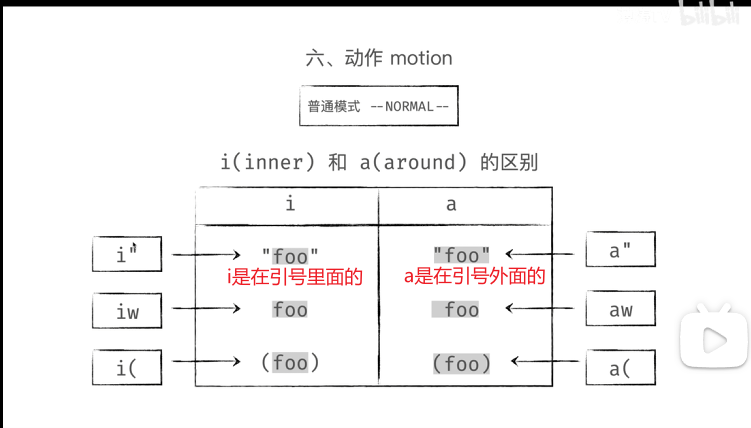 bilibili
六、动作 motion
普通模式 --NORMAL--
i(inner) 和 a(around) 的区别
i a
i" "foo" "foo" a"
i是在引号里面的 a是在引号外面的
iw foo foo aw
i( (foo) (foo) a(